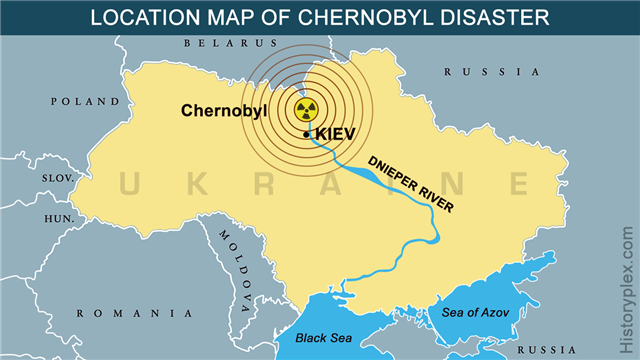 LOCATION MAP OF CHERNOBYL DISASTER
BELARUS
RUSSIA
POLAND
Chernobyl
KIEV
DNIEPER RIVER
SLOV.
UKRAINE
HUN.
MOLDOVA
ROMANIA
Sea of Azov
Black Sea
RUSSIA
Historyplex.com